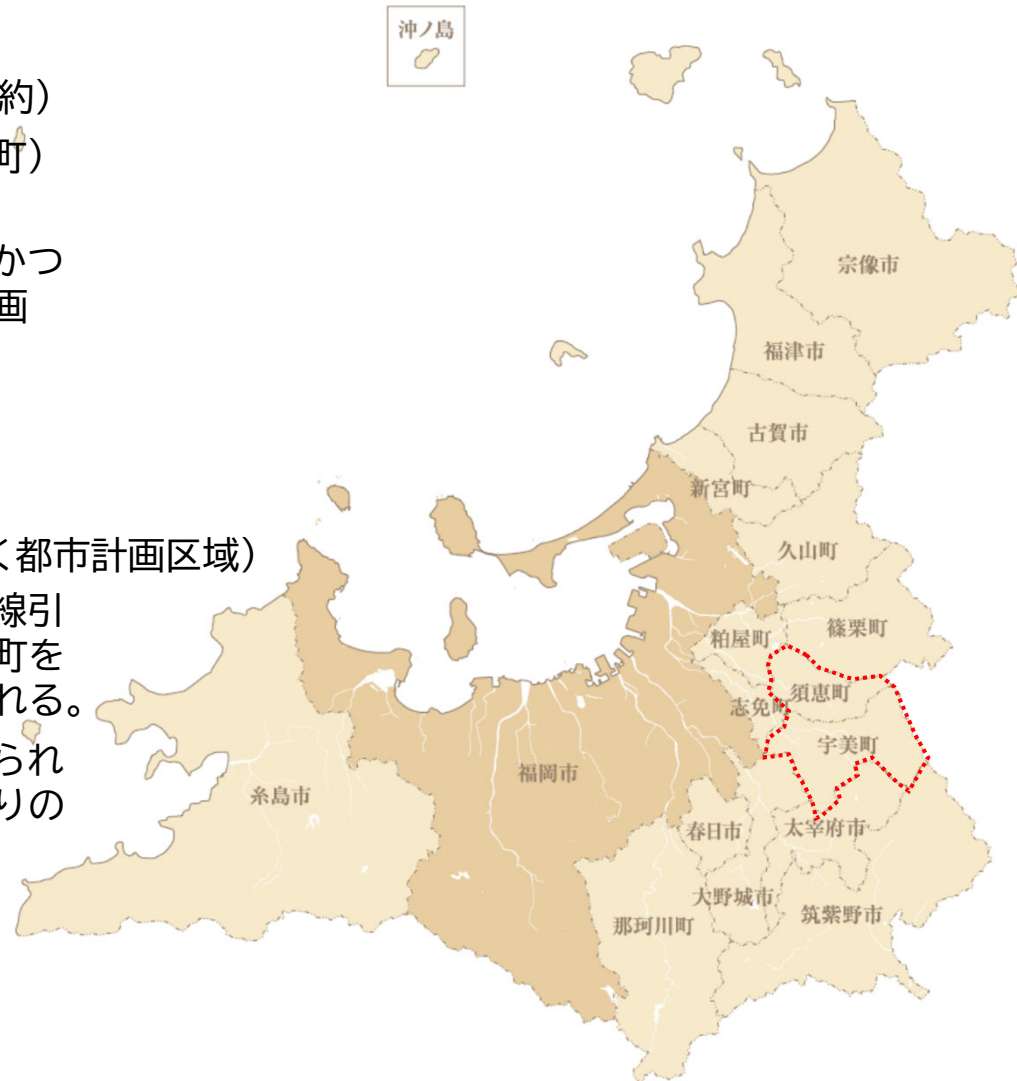 約）
町）
かつ
画
く都市計画区域）
線引
町を
れる。
られ
りの
沖ノ島
宗像市
福津市
古賀市
新宮町
久山町
篠栗町
粕屋町
須恵町
志免町
宇美町
福岡市
糸島市
春日市
太宰府市
大野城市
筑紫野市
那珂川町